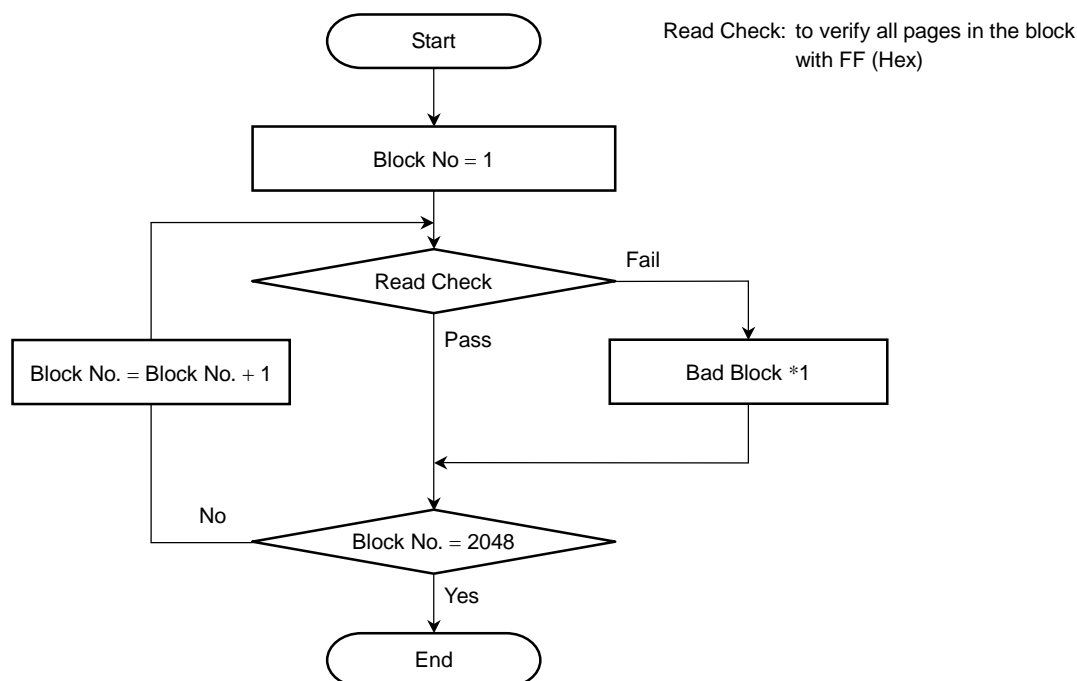 Start
Read Check: to verify all pages in the block
with FF (Hex)
Block No = 1
Read Check
Fail
Pass
Block No. = Block No. + 1
Bad Block *1
No
Block No. = 2048
Yes
End